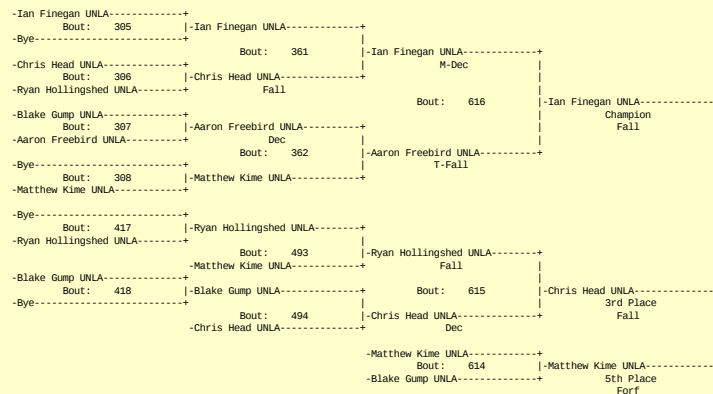 -Ian Finegan UNLA-------------+
Bout: 305 |-Ian Finegan UNLA-------------+
-Bye--------------------------+ |
Bout: 361 |-Ian Finegan UNLA-------------+
-Chris Head UNLA--------------+ | M-Dec |
Bout: 306 |-Chris Head UNLA--------------+ |
-Ryan Hollingshed UNLA--------+ Fall |
Bout: 616 |-Ian Finegan UNLA-------------
-Blake Gump UNLA--------------+ | Champion
Bout: 307 |-Aaron Freebird UNLA----------+ | Fall
-Aaron Freebird UNLA----------+ Dec | |
Bout: 362 |-Aaron Freebird UNLA----------+
-Bye--------------------------+ | T-Fall
Bout: 308 |-Matthew Kime UNLA------------+
-Matthew Kime UNLA------------+
-Bye--------------------------+
Bout: 417 |-Ryan Hollingshed UNLA--------+
-Ryan Hollingshed UNLA--------+ |
Bout: 493 |-Ryan Hollingshed UNLA--------+
-Matthew Kime UNLA------------+ Fall |
-Blake Gump UNLA--------------+ |
Bout: 418 |-Blake Gump UNLA--------------+ Bout: 615 |-Chris Head UNLA--------------
-Bye--------------------------+ | | 3rd Place
Bout: 494 |-Chris Head UNLA--------------+ Fall
-Chris Head UNLA--------------+ Dec
-Matthew Kime UNLA------------+
Bout: 614 |-Matthew Kime UNLA------------
-Blake Gump UNLA--------------+ 5th Place
Forf